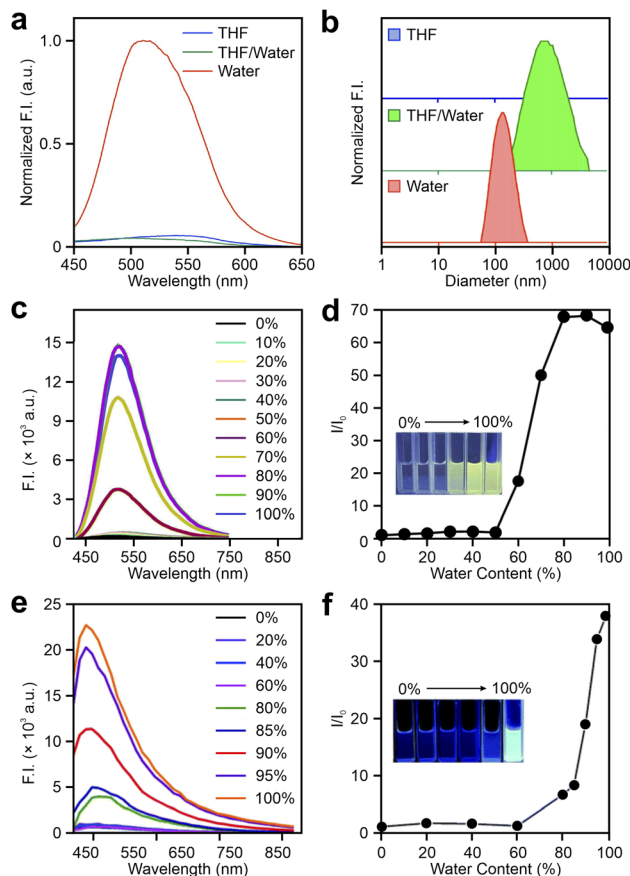 a
Normalized F.I. (a.u.)
1.0
0.5
0
450 500 550 600 650
Wavelength (nm)
THF
THF/Water
Water
b
Normalized F.I.
THF
THF/Water
Water
1 10 100 1000 10000
Diameter (nm)
c
F.I. (× 10³ a.u.)
15
12
9
6
3
0
450 550 650 750 850
Wavelength (nm)
0%
10%
20%
30%
40%
50%
60%
70%
80%
90%
100%
d
I/I₀
70
60
50
40
30
20
10
0
0 20 40 60 80 100
Water Content (%)
0% 100%
e
F.I. (× 10³ a.u.)
25
20
15
10
5
0
450 550 650 750 850
Wavelength (nm)
0%
20%
40%
60%
80%
85%
90%
95%
100%
f
I/I₀
40
30
20
10
0
0 20 40 60 80 100
Water Content (%)
0% 100%